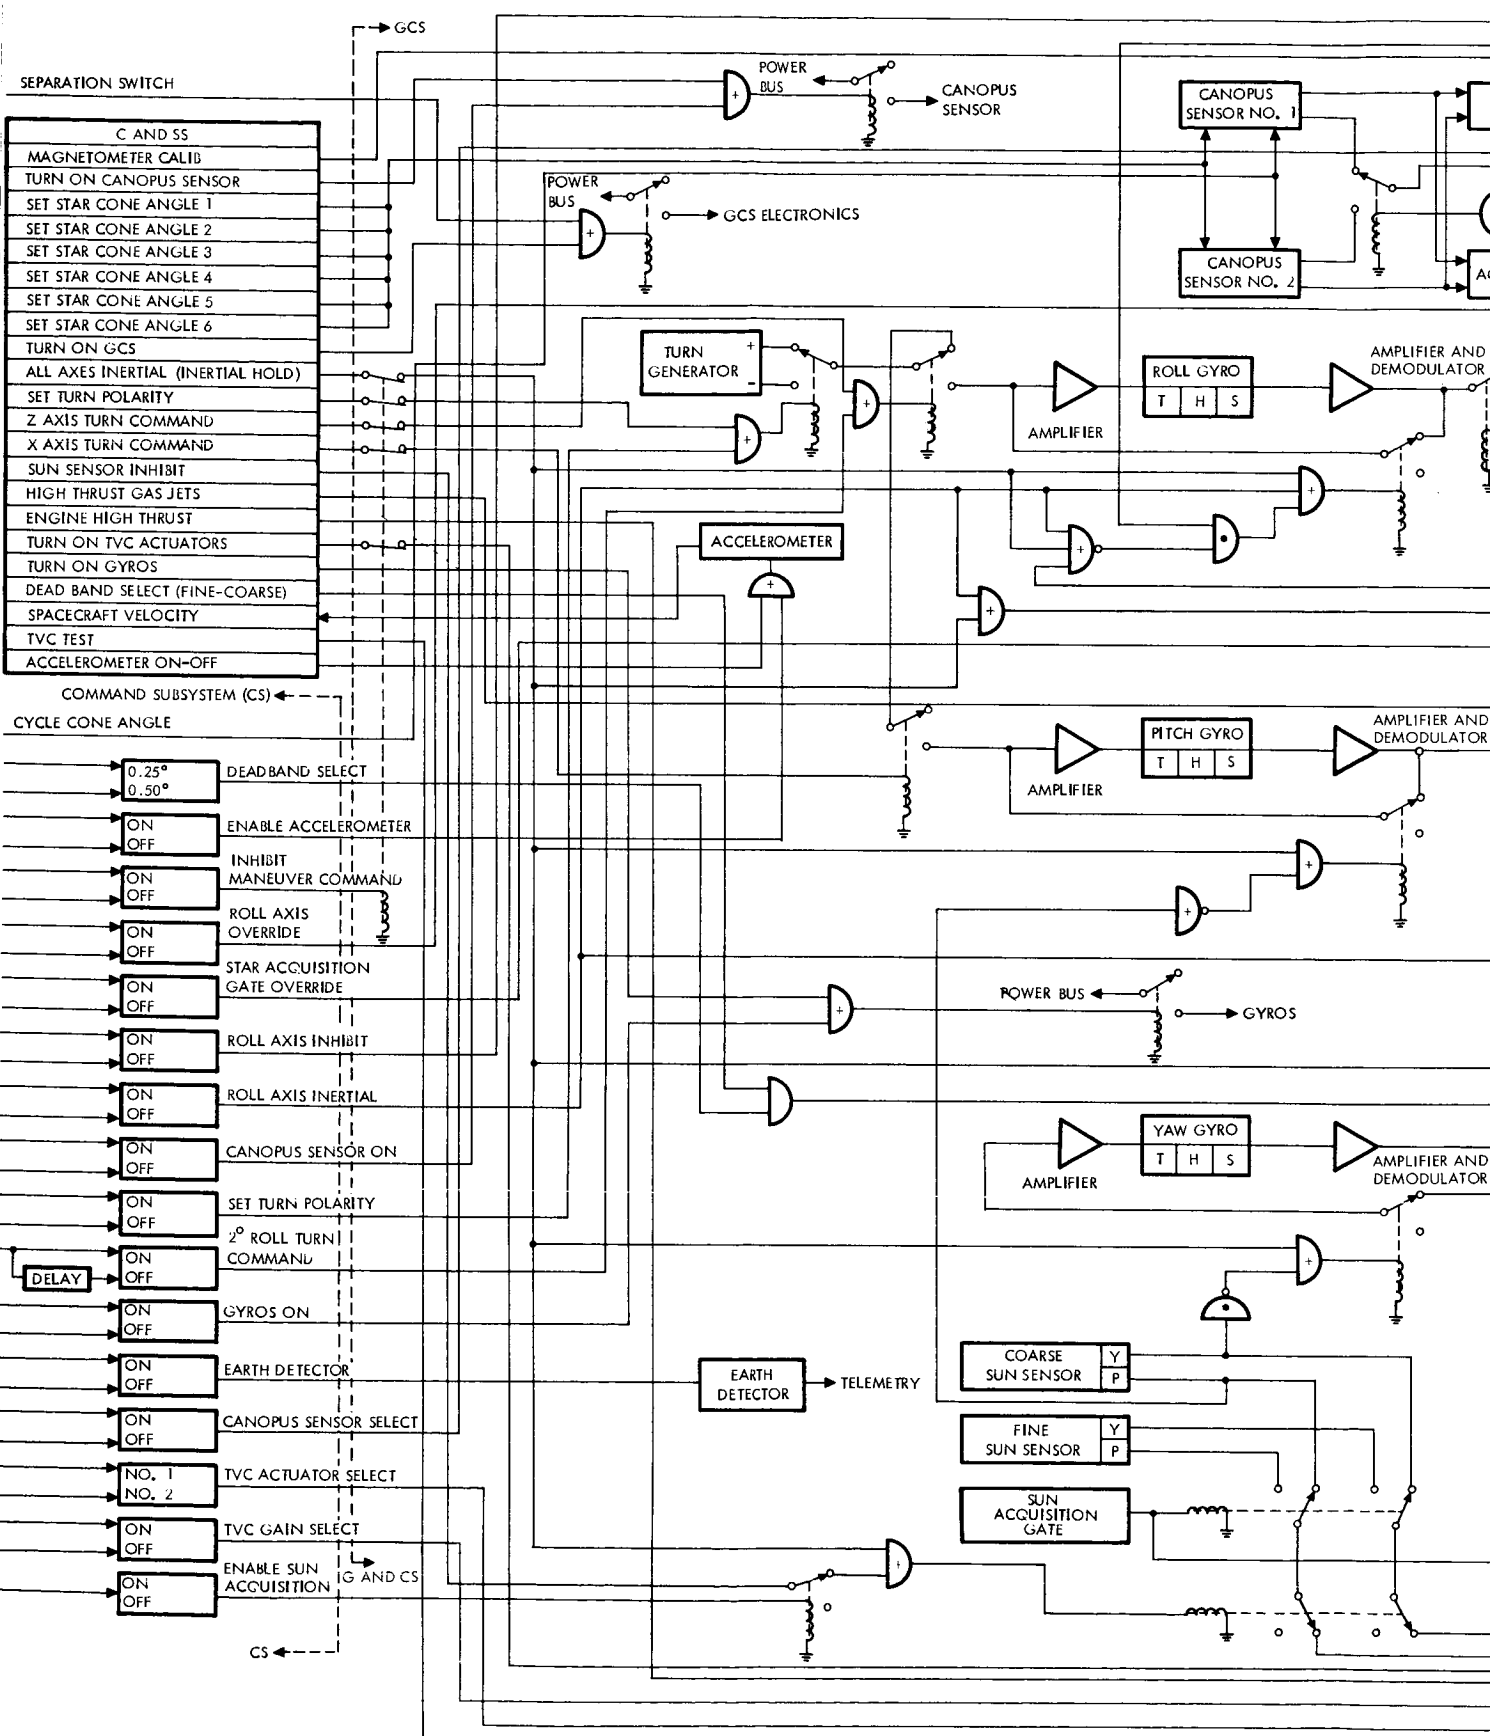 GCS
SEPARATION SWITCH
C AND SS
MAGNETOMETER CALIB
TURN ON CANOPUS SENSOR
SET STAR CONE ANGLE 1
SET STAR CONE ANGLE 2
SET STAR CONE ANGLE 3
SET STAR CONE ANGLE 4
SET STAR CONE ANGLE 5
SET STAR CONE ANGLE 6
TURN ON GCS
ALL AXES INERTIAL (INERTIAL HOLD)
SET TURN POLARITY
Z AXIS TURN COMMAND
X AXIS TURN COMMAND
SUN SENSOR INHIBIT
HIGH THRUST GAS JETS
ENGINE HIGH THRUST
TURN ON TVC ACTUATORS
TURN ON GYROS
DEAD BAND SELECT (FINE-COARSE)
SPACECRAFT VELOCITY
TVC TEST
ACCELEROMETER ON-OFF
COMMAND SUBSYSTEM (CS)
CYCLE CONE ANGLE
0.25°
0.50°
DEADBAND SELECT
ON
OFF
ENABLE ACCELEROMETER
ON
OFF
INHIBIT
MANEUVER COMMAND
ON
OFF
ROLL AXIS
OVERRIDE
ON
OFF
STAR ACQUISITION
GATE OVERRIDE
ON
OFF
ROLL AXIS INHIBIT
ON
OFF
ROLL AXIS INERTIAL
ON
OFF
CANOPUS SENSOR ON
ON
OFF
SET TURN POLARITY
DELAY
ON
OFF
2° ROLL TURN
COMMAND
ON
OFF
GYROS ON
ON
OFF
EARTH DETECTOR
ON
OFF
CANOPUS SENSOR SELECT
NO. 1
NO. 2
TVC ACTUATOR SELECT
ON
OFF
TVC GAIN SELECT
ON
OFF
ENABLE SUN
ACQUISITION
G AND CS
CS
POWER
BUS
+
CANOPUS
SENSOR
POWER
BUS
+
GCS ELECTRONICS
CANOPUS
SENSOR NO. 1
CANOPUS
SENSOR NO. 2
TURN
GENERATOR
+
−
+
+
AMPLIFIER
ROLL GYRO
T H S
AMPLIFIER AND
DEMODULATOR
+
+
ACCELEROMETER
+
+
AMPLIFIER
PITCH GYRO
T H S
AMPLIFIER AND
DEMODULATOR
+
+
+
POWER BUS
GYROS
AMPLIFIER
YAW GYRO
T H S
AMPLIFIER AND
DEMODULATOR
+
COARSE
SUN SENSOR
Y
P
EARTH
DETECTOR
TELEMETRY
FINE
SUN SENSOR
Y
P
SUN
ACQUISITION
GATE
+